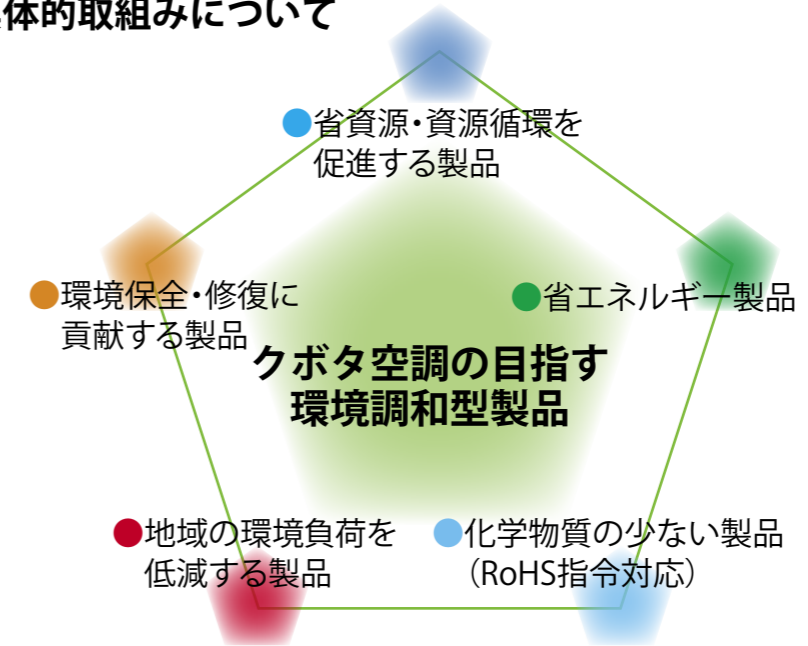 体的取組みについて
●省資源・資源循環を
促進する製品
●環境保全・修復に
貢献する製品
●省エネルギー製品
クボタ空調の目指す
環境調和型製品
●地域の環境負荷を
低減する製品
●化学物質の少ない製品
（RoHS指令対応）